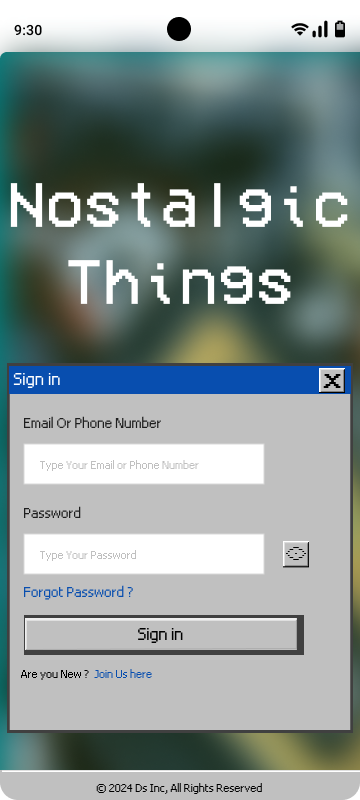 9:30
Nostalgic
Things
Sign in
Email Or Phone Number
Type Your Email or Phone Number
Password
Type Your Password
Forgot Password ?
Sign in
Are you New ? Join Us here
© 2024 Ds Inc, All Rights Reserved